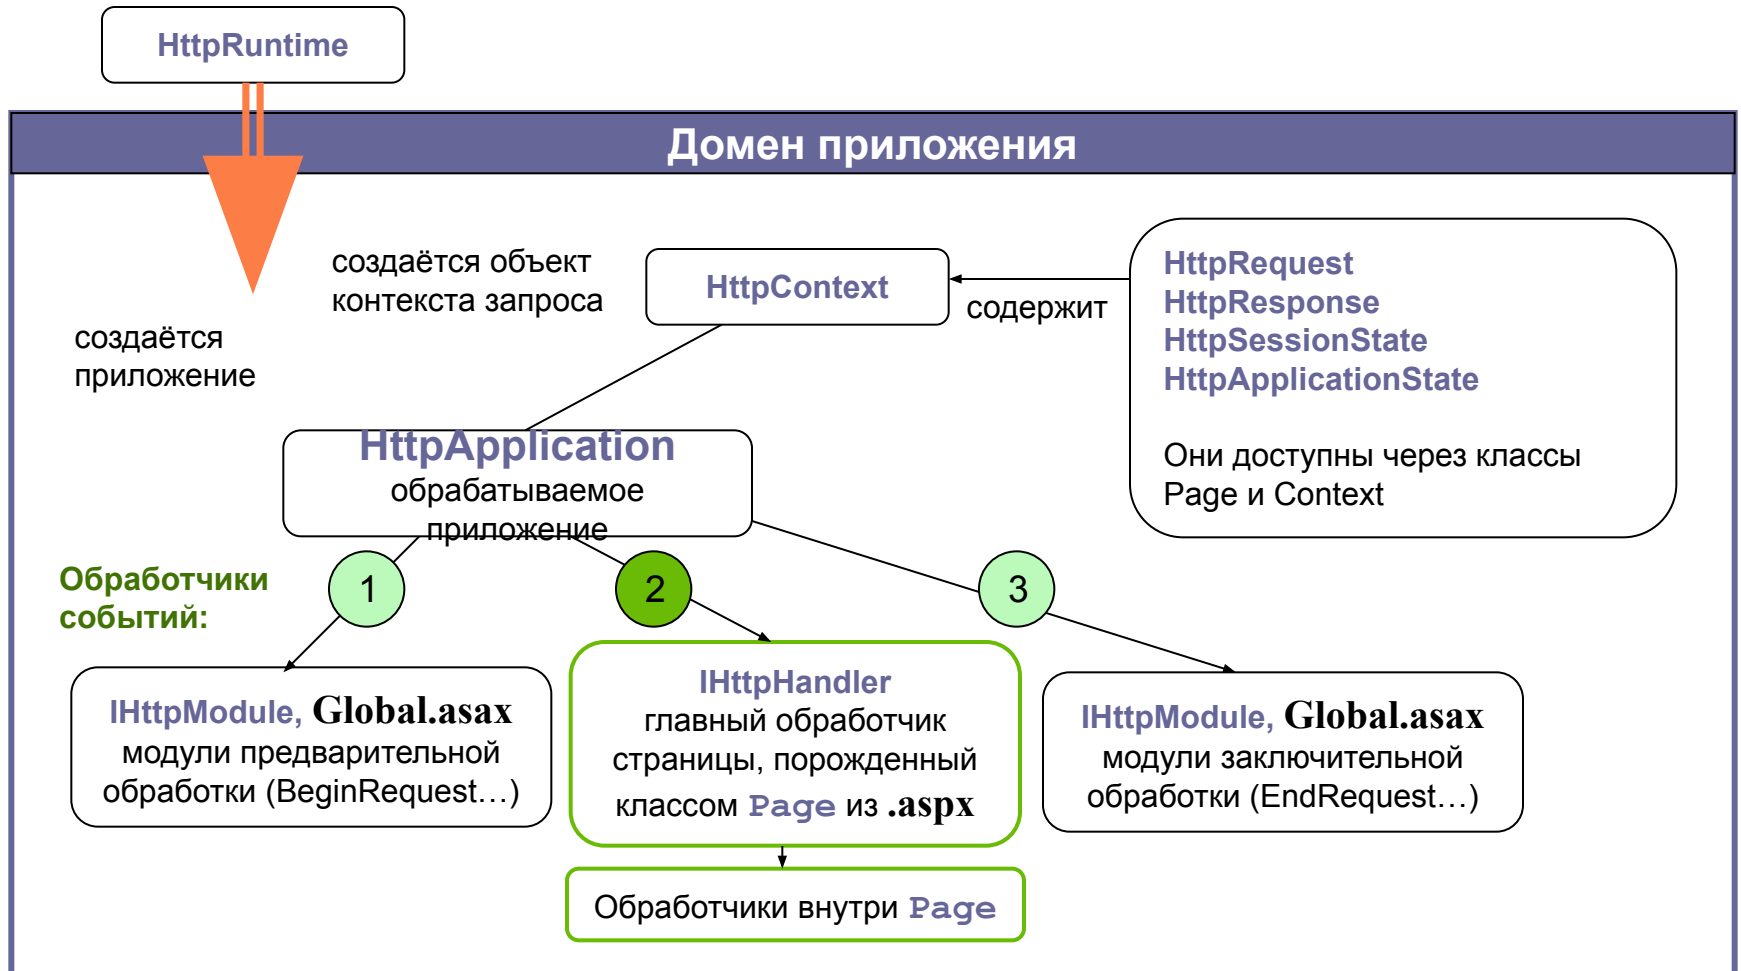 HttpRuntime
Домен приложения
создаётся объект
контекста запроса
HttpContext
содержит
HttpRequest
HttpResponse
HttpSessionState
HttpApplicationState
Они доступны через классы
Page и Context
создаётся
приложение
HttpApplication
обрабатываемое
приложение
Обработчики
событий:
1
2
3
IHttpModule, Global.asax
модули предварительной
обработки (BeginRequest…)
IHttpHandler
главный обработчик
страницы, порожденный
классом Page из .aspx
IHttpModule, Global.asax
модули заключительной
обработки (EndRequest…)
Обработчики внутри Page